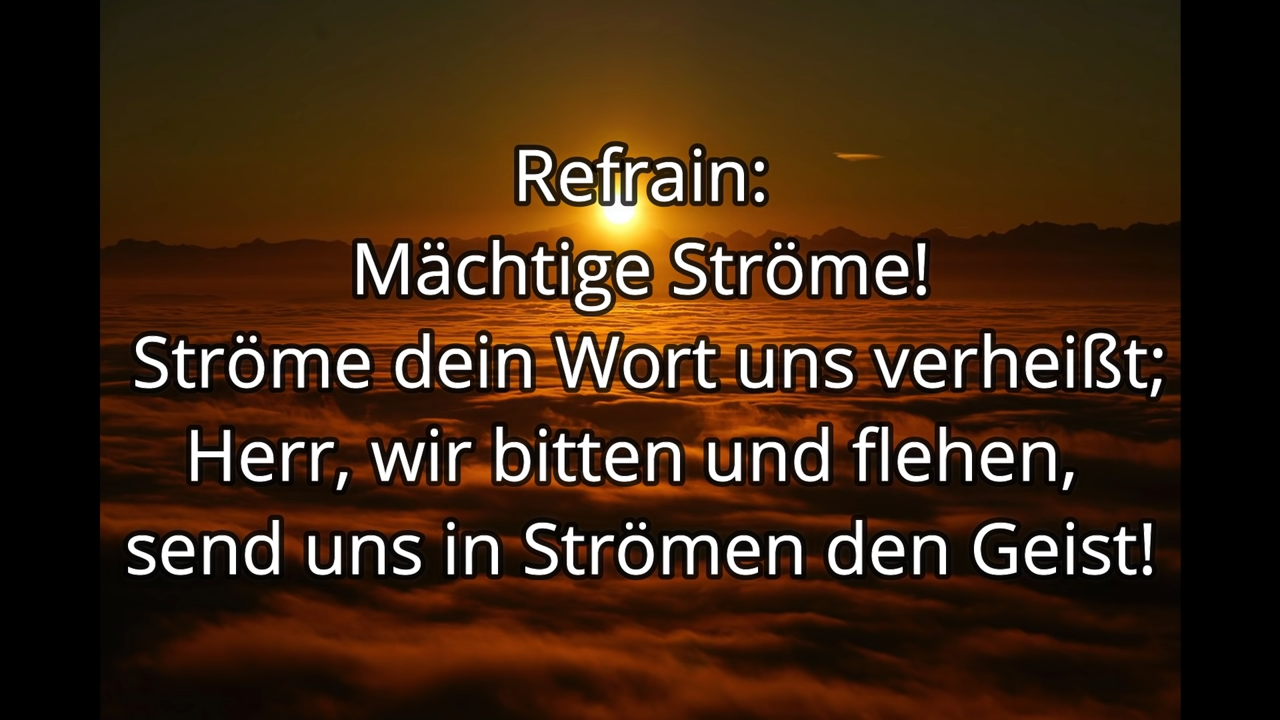 Refrain:
Mächtige Ströme!
Ströme dein Wort uns verheißt;
Herr, wir bitten und flehen,
send uns in Strömen den Geist!